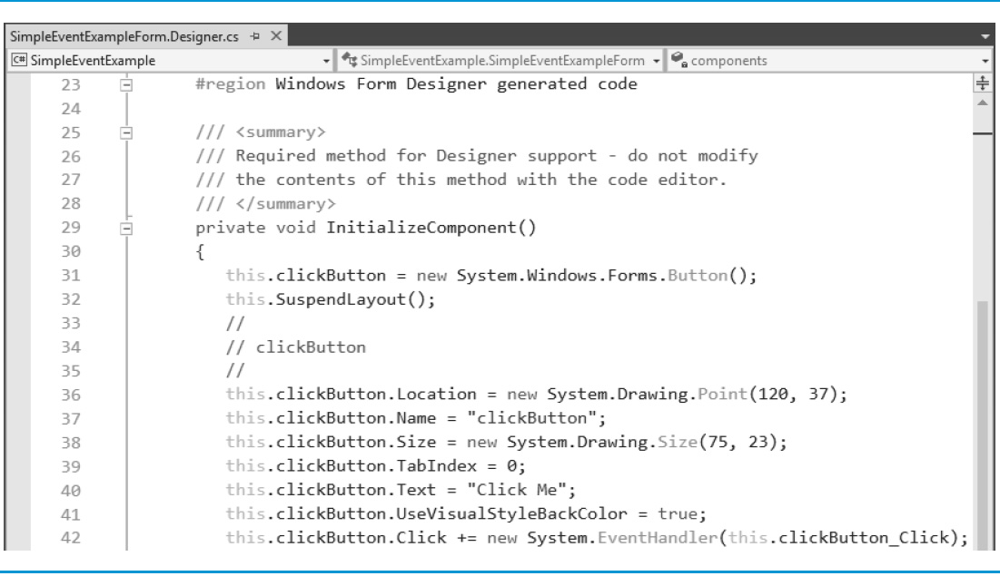 SimpleEventExampleForm.Designer.cs
C# SimpleEventExample SimpleEventExample.SimpleEventExampleForm components
23 #region Windows Form Designer generated code
24
25 /// <summary>
26 /// Required method for Designer support - do not modify
27 /// the contents of this method with the code editor.
28 /// </summary>
29 private void InitializeComponent()
30 {
31 this.clickButton = new System.Windows.Forms.Button();
32 this.SuspendLayout();
33 //
34 // clickButton
35 //
36 this.clickButton.Location = new System.Drawing.Point(120, 37);
37 this.clickButton.Name = "clickButton";
38 this.clickButton.Size = new System.Drawing.Size(75, 23);
39 this.clickButton.TabIndex = 0;
40 this.clickButton.Text = "Click Me";
41 this.clickButton.UseVisualStyleBackColor = true;
42 this.clickButton.Click += new System.EventHandler(this.clickButton_Click);